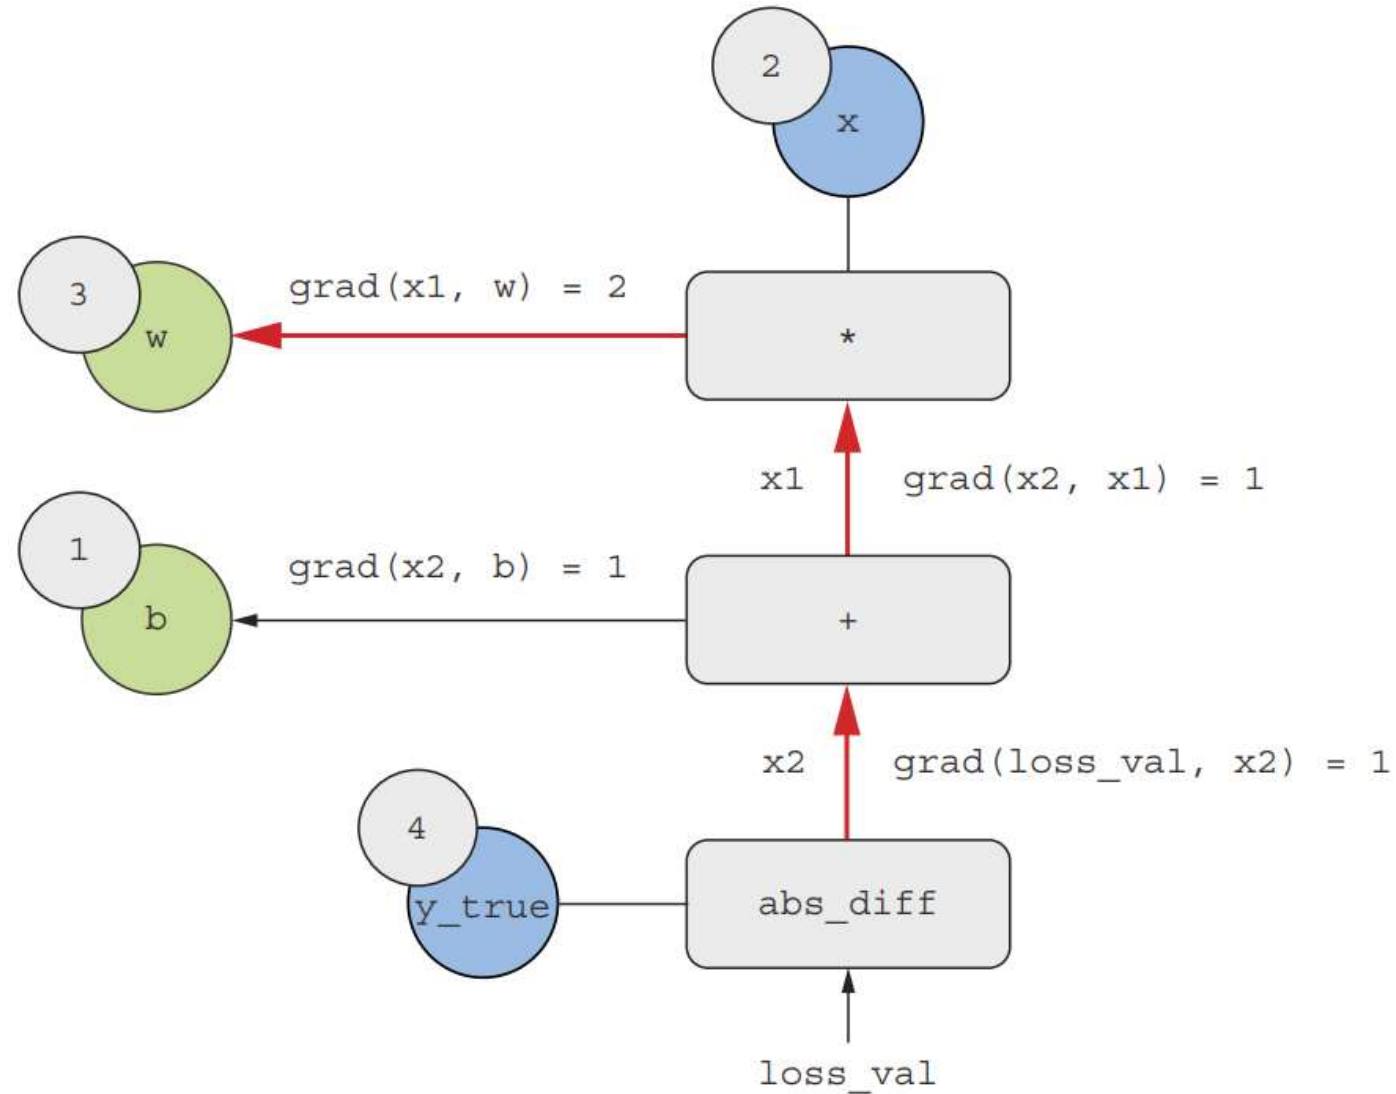 2
x
3
w
grad(x1, w) = 2
*
x1
grad(x2, x1) = 1
1
b
grad(x2, b) = 1
+
x2
grad(loss_val, x2) = 1
4
y_true
abs_diff
loss_val